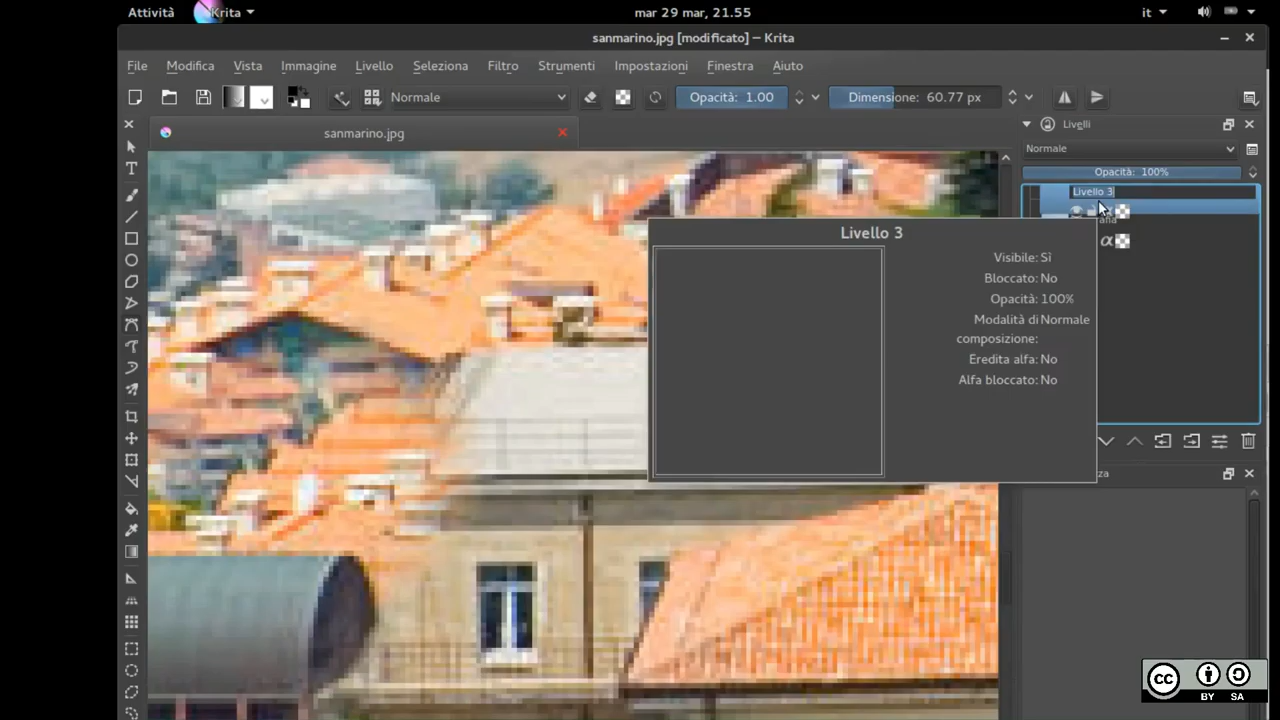 Attività
Krita
mar 29 mar, 21.55
it
sanmarino.jpg [modificato] – Krita
File
Modifica
Vista
Immagine
Livello
Seleziona
Filtro
Strumenti
Impostazioni
Finestra
Aiuto
Normale
Opacità: 1.00
Dimensione: 60.77 px
sanmarino.jpg
Livelli
Normale
Opacità: 100%
Livello 3
Livello 3
Visibile: Sì
Bloccato: No
Opacità: 100%
Modalità di Normale
composizione:
Eredita alfa: No
Alfa bloccato: No
cc
BY SA